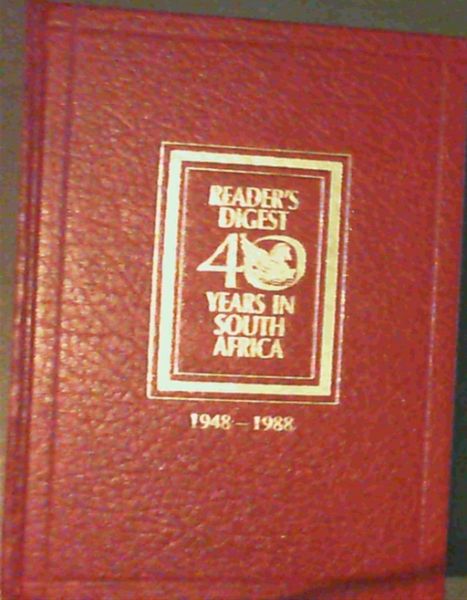 READER'S
DIGEST
40
YEARS IN
SOUTH
AFRICA
1948 – 1988